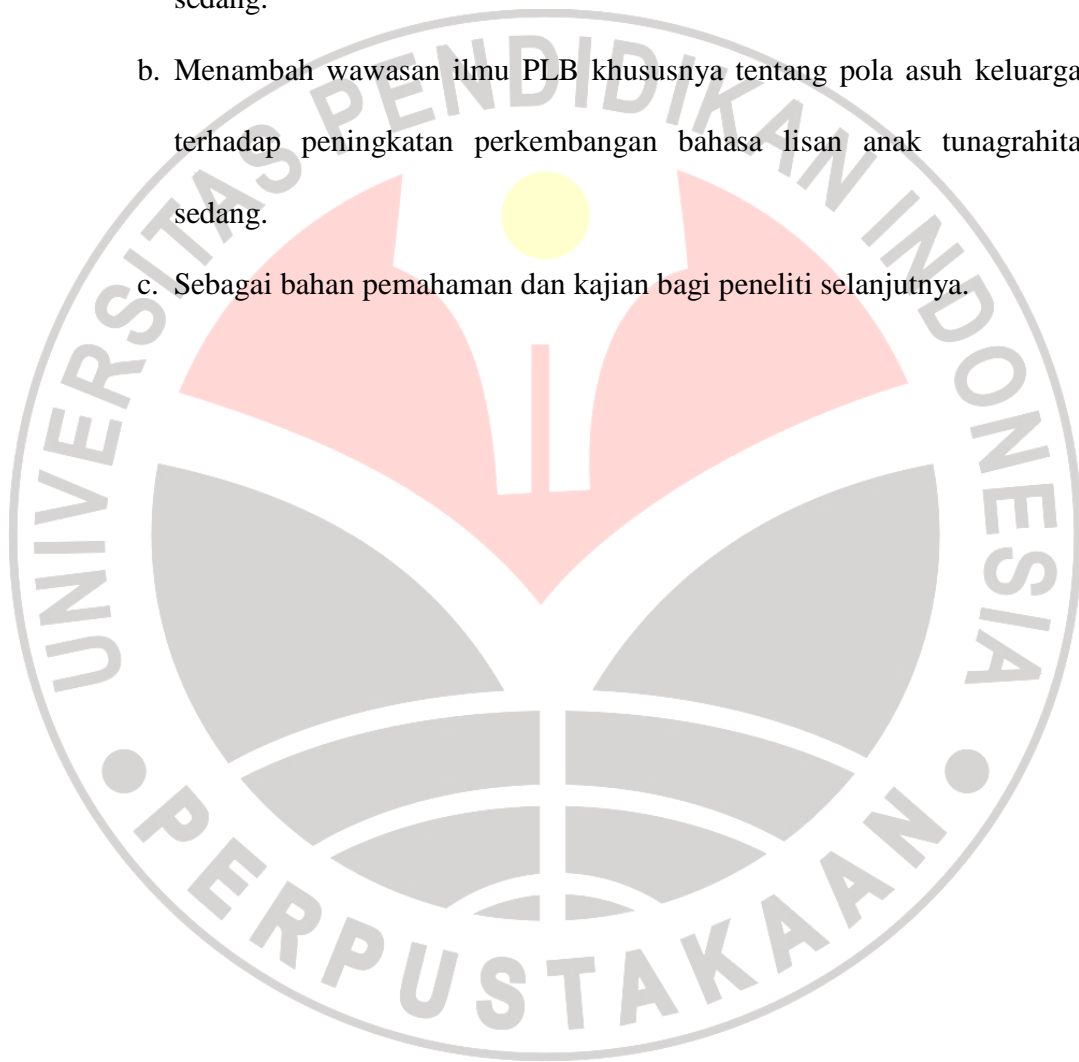 sedang.
b. Menambah wawasan ilmu PLB khususnya tentang pola asuh keluarga
terhadap peningkatan perkembangan bahasa lisan anak tunagrahita
sedang.
c. Sebagai bahan pemahaman dan kajian bagi peneliti selanjutnya.
UNIVERSITAS PENDIDIKAN INDONESIA
PERPUSTAKAAN